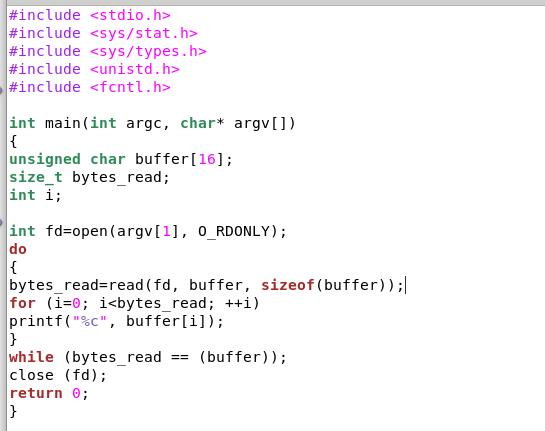 #include <stdio.h>
#include <sys/stat.h>
#include <sys/types.h>
#include <unistd.h>
#include <fcntl.h>
int main(int argc, char* argv[])
{
unsigned char buffer[16];
size_t bytes_read;
int i;
int fd=open(argv[1], O_RDONLY);
do
{
bytes_read=read(fd, buffer, sizeof(buffer));
for (i=0; i<bytes_read; ++i)
printf("%c", buffer[i]);
}
while (bytes_read == (buffer));
close (fd);
return 0;
}